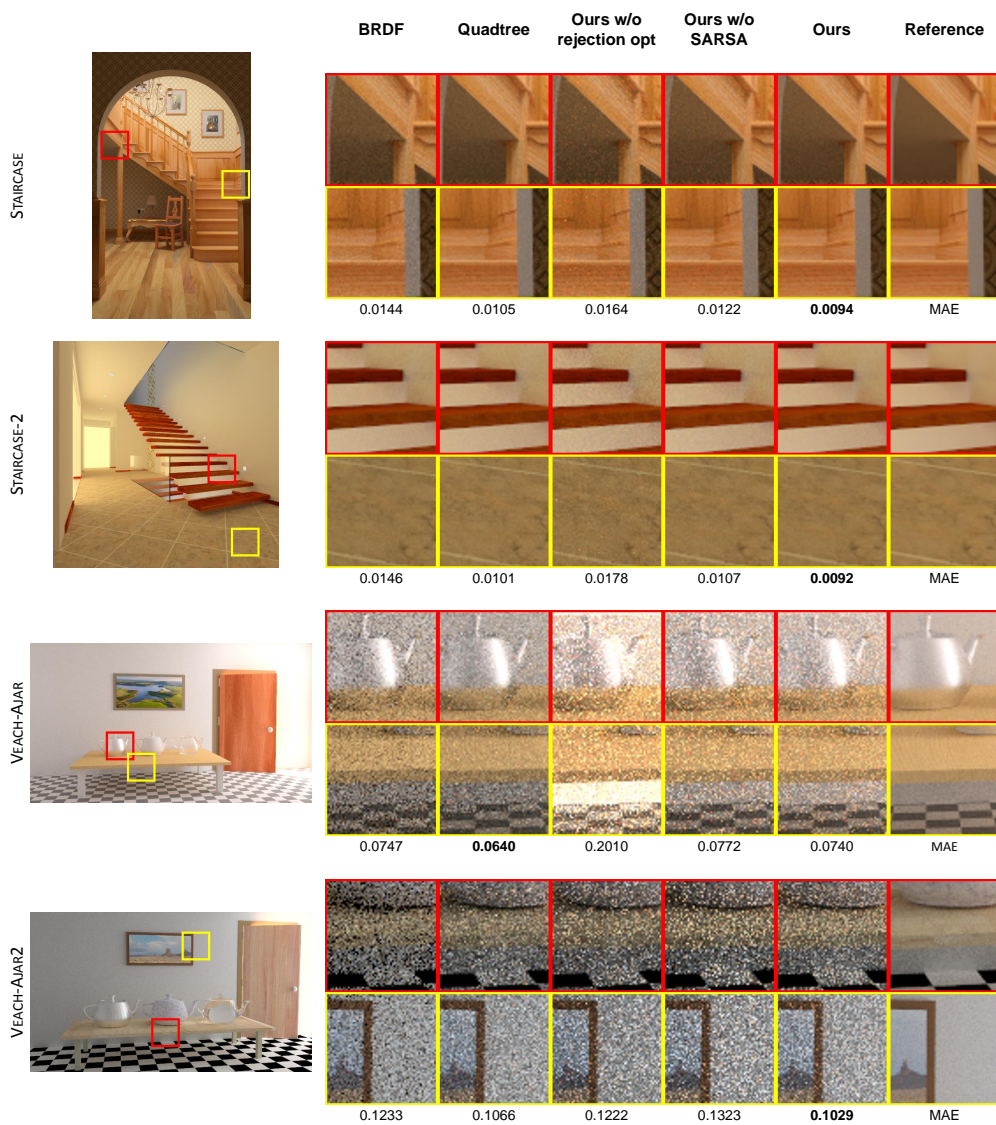 BRDF Quadtree Ours w/o rejection opt Ours w/o SARSA Ours Reference
STAIRCASE
0.0144 0.0105 0.0164 0.0122 0.0094 MAE
STAIRCASE-2
0.0146 0.0101 0.0178 0.0107 0.0092 MAE
VEACH-AJAR
0.0747 0.0640 0.2010 0.0772 0.0740 MAE
VEACH-AJAR2
0.1233 0.1066 0.1222 0.1323 0.1029 MAE